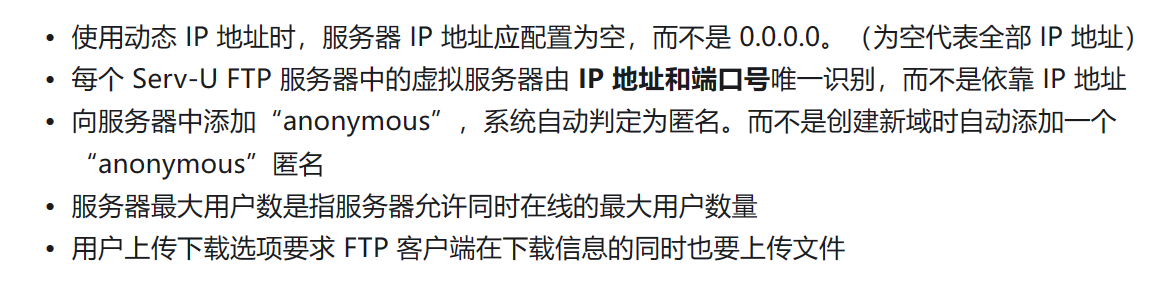 • 使用动态 IP 地址时，服务器 IP 地址应配置为空，而不是 0.0.0.0。（为空代表全部 IP 地址）
• 每个 Serv-U FTP 服务器中的虚拟服务器由 IP 地址和端口号唯一识别，而不是依靠 IP 地址
• 向服务器中添加“anonymous”，系统自动判定为匿名。而不是创建新域时自动添加一个
“anonymous”匿名
• 服务器最大用户数是指服务器允许同时在线的最大用户数量
• 用户上传下载选项要求 FTP 客户端在下载信息的同时也要上传文件